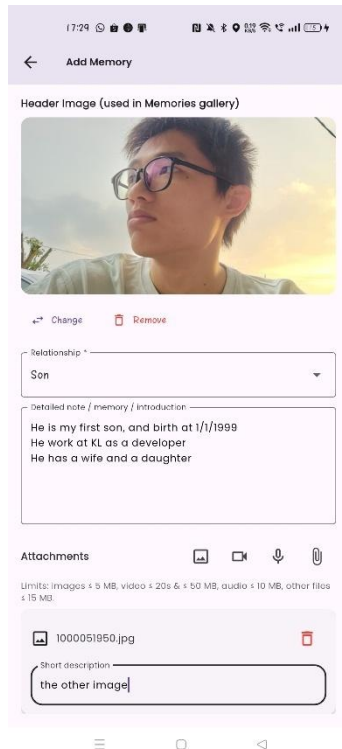 17:29
Add Memory
Header Image (used in Memories gallery)
Change
Remove
Relationship *
Son
Detailed note / memory / introduction
He is my first son, and birth at 1/1/1999
He work at KL as a developer
He has a wife and a daughter
Attachments
Limits: images ≤ 5 MB, video ≤ 20s & ≤ 50 MB, audio ≤ 10 MB, other files
≤ 15 MB.
1000051950.jpg
Short description
the other image